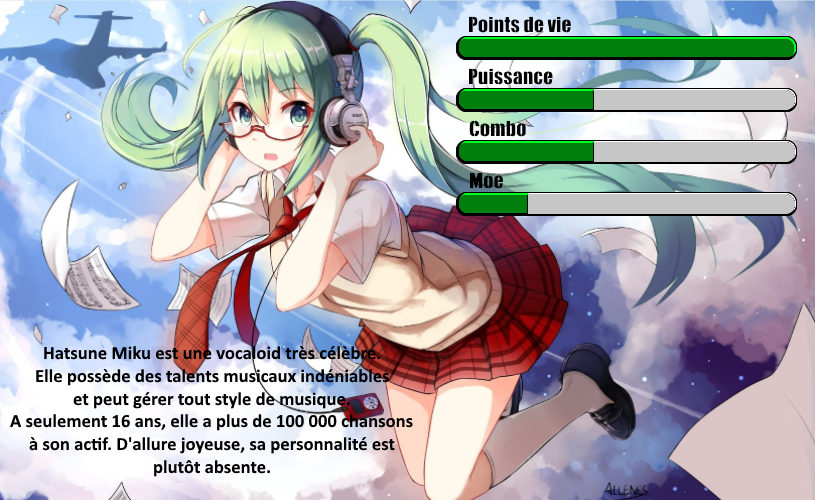 Points de vie
Puissance
Combo
Moe
Hatsune Miku est une vocaloid très célèbre.
Elle possède des talents musicaux indéniables
et peut gérer tout style de musique.
A seulement 16 ans, elle a plus de 100 000 chansons
à son actif. D'allure joyeuse, sa personnalité est
plutôt absente.